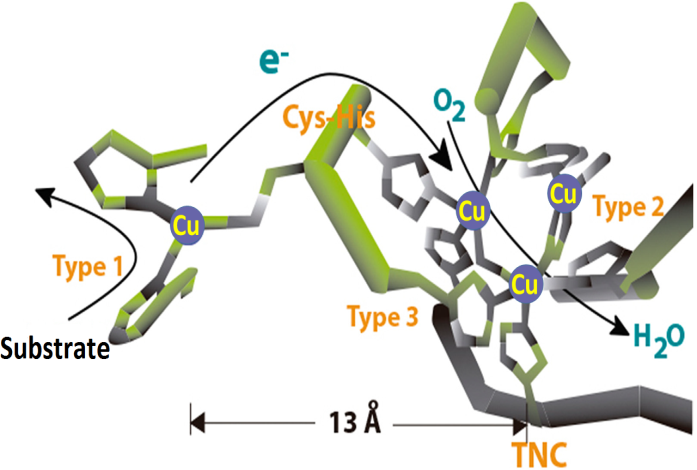 e-
Cys-His
O2
Cu
Cu
Cu
Type 2
Type 1
Cu
Type 3
Substrate
H2O
13 Å
TNC